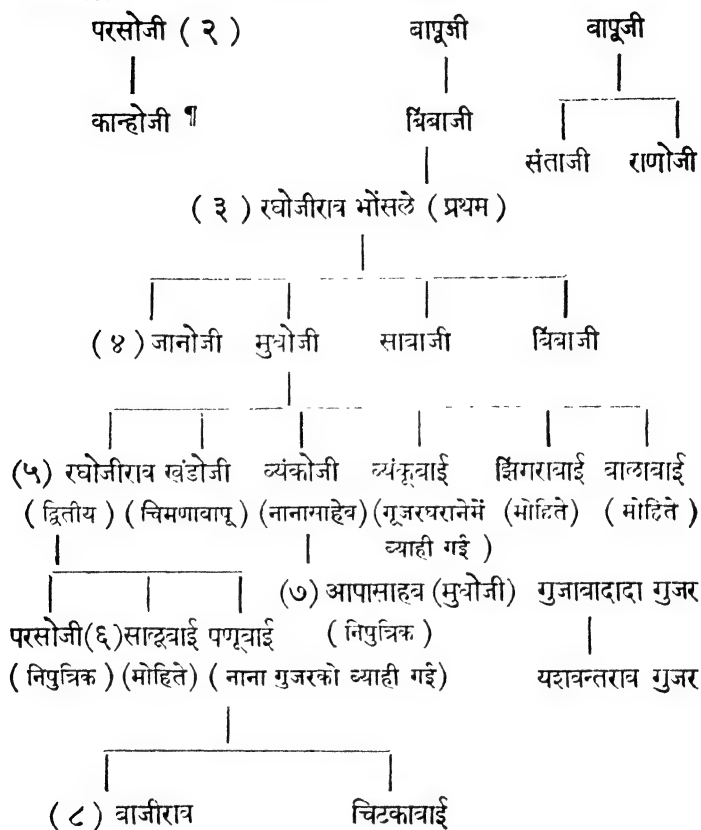 परसोजी ( २ ) बापूजी बापूजी
कान्होजी ¶ बिंबाजी
संताजी राणोजी
( ३ ) रघोजीराव भोंसले ( प्रथम )
( ४ ) जानोजी मुधोजी साबाजी बिंबाजी
(५) रघोजीराव खंडोजी व्यंकोजी व्यंकूबाई झिंगराबाई बालाबाई
( द्वितीय ) ( चिमणाबापू ) (नानासाहेब) (गूजरघरानेमें (मोहिते) ( मोहिते )
ब्याही गई )
(७) आपासाहब (मुधोजी) गुजाबादादा गुजर
परसोजी(६)साळूबाई पणूबाई ( निपुत्रिक )
( निपुत्रिक ) (मोहिते) ( नाना गुजरको ब्याही गई) यशवन्तराव गुजर
( ८ ) बाजीराव चिटकाबाई